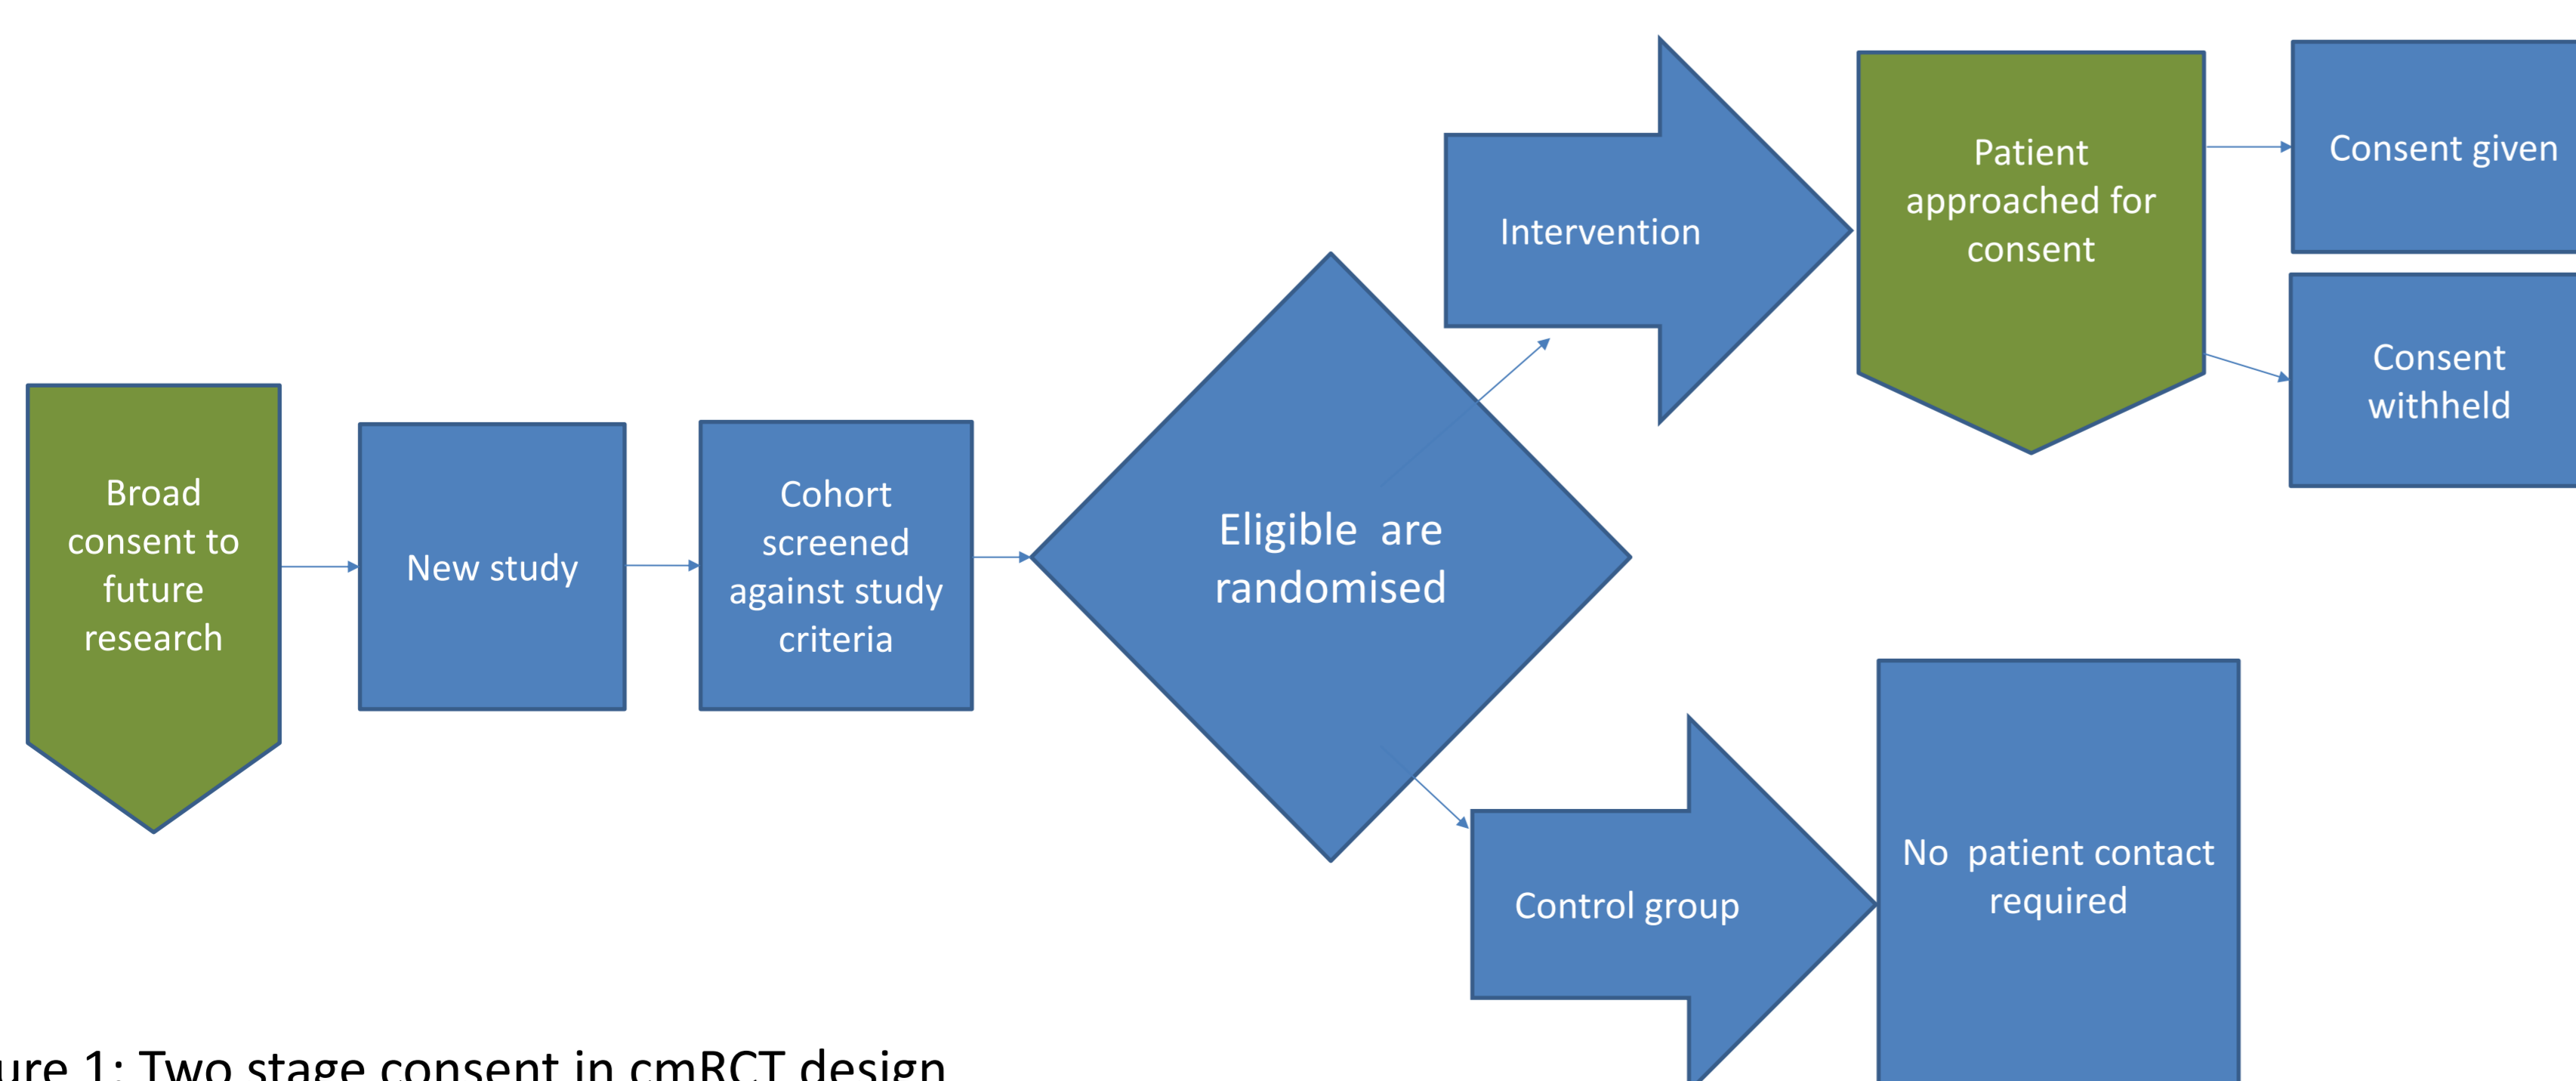 Broad
consent to
future
research
New study
Cohort
screened
against study
criteria
Eligible are
randomised
Intervention
Patient
approached for
consent
Consent given
Consent
withheld
Control group
No patient contact
required
ure 1: Two stage consent in cmRCT design